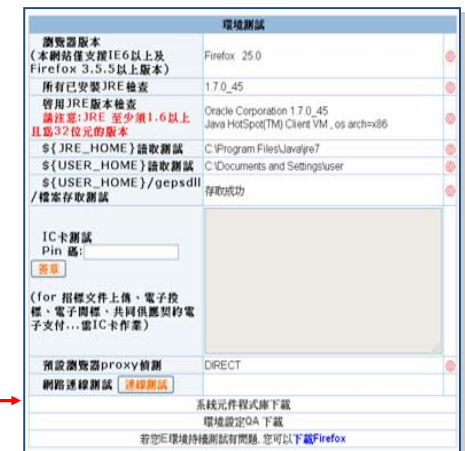 環境測試
瀏覽器版本
(本網站僅支援IE6以上及
Firefox 3.5.5以上版本)
Firefox 25.0
所有已安裝JRE檢查
1.7.0_45
啓用JRE版本檢查
請注意:JRE 至少須1.6以上
且為32位元的版本
Oracle Corporation 1.7.0_45
Java HotSpot(TM) Client VM , os arch=x86
${JRE_HOME}讀取測試
C:\Program Files\Java\jre7
${USER_HOME}讀取測試
C:\Documents and Settings\user
${USER_HOME}/gepsdll
/檔案存取測試
存取成功
IC卡測試
Pin 碼:
簽章
(for 招標文件上傳、電子投
標、電子開標、共同供應契約電
子支付...需IC卡作業)
預設瀏覽器proxy偵測
DIRECT
網路連線測試 連線測試
系統元件程式庫下載
環境設定QA 下載
若您IE環境持續測試有問題,您可以下載Firefox